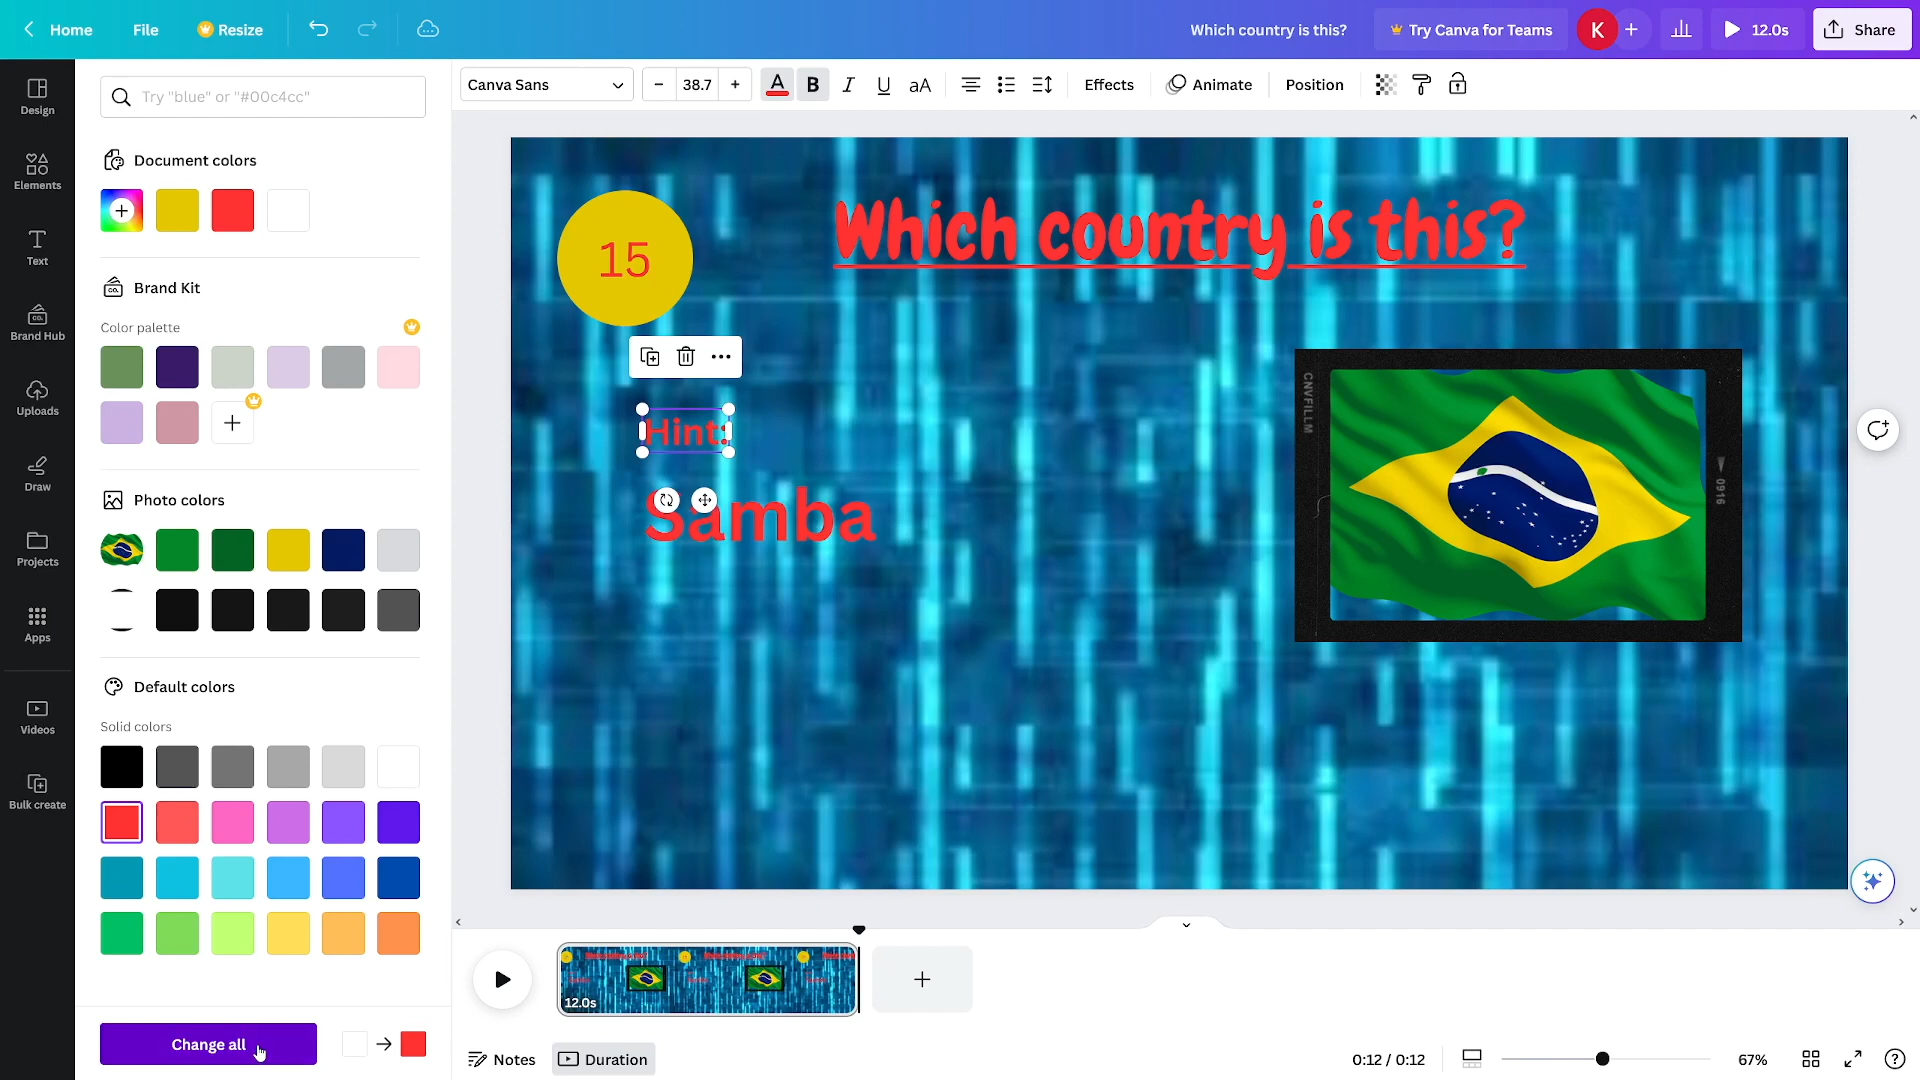 Home
File
Resize
Which country is this?
Try Canva for Teams
K
12.0s
Share
Design
Elements
Text
Brand Hub
Uploads
Draw
Projects
Apps
Videos
Bulk create
Try "blue" or "#00c4cc"
Document colors
Brand Kit
Color palette
Photo colors
Default colors
Solid colors
Change all
Canva Sans
38.7
A B I U aA
Effects
Animate
Position
15
Which country is this?
Hint:
Samba
CNVFILLM
0916
12.0s
Notes
Duration
0:12 / 0:12
67%